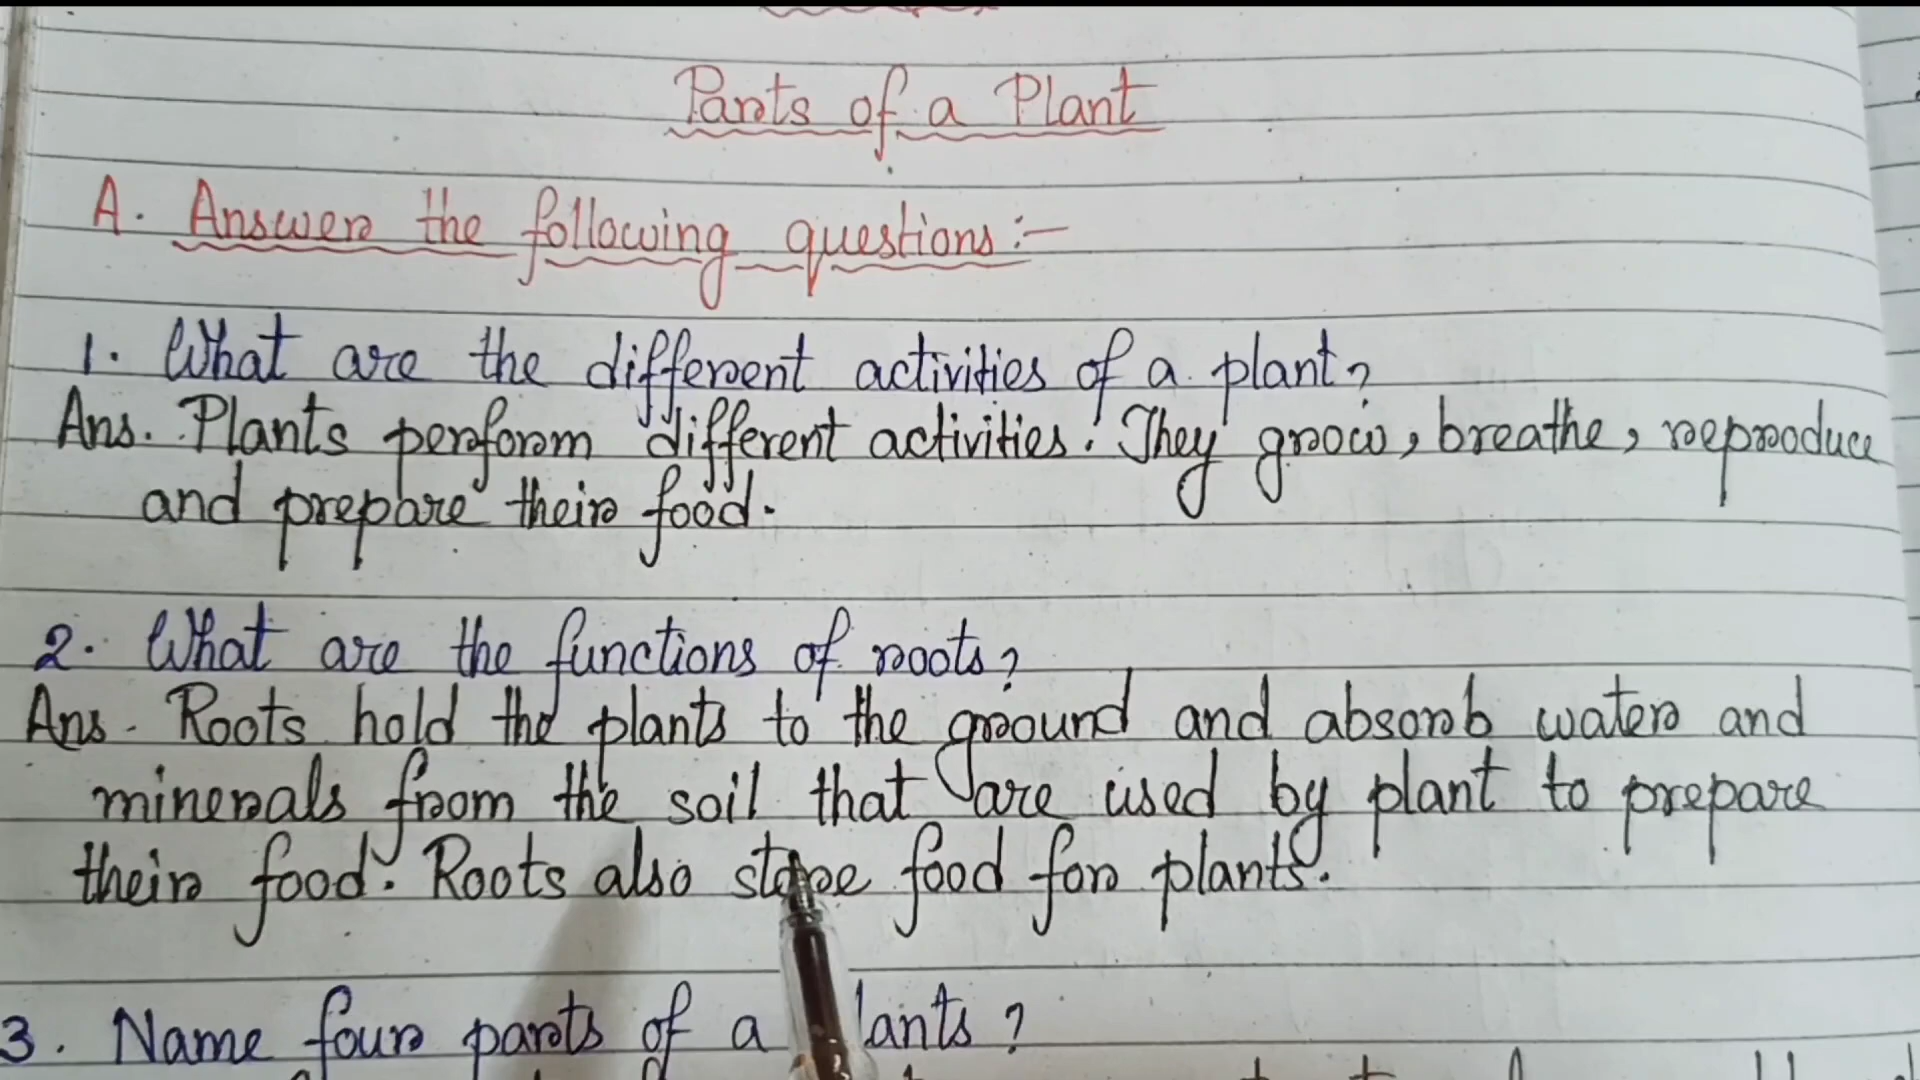 Parts of a Plant
A. Answer the following questions:-
1. What are the different activities of a plant?
Ans. Plants perform different activities. They grow, breathe, reproduce
and prepare their food.
2. What are the functions of roots?
Ans. Roots hold the plants to the ground and absorb water and
minerals from the soil that are used by plant to prepare
their food. Roots also store food for plants.
3. Name four parts of a lants?